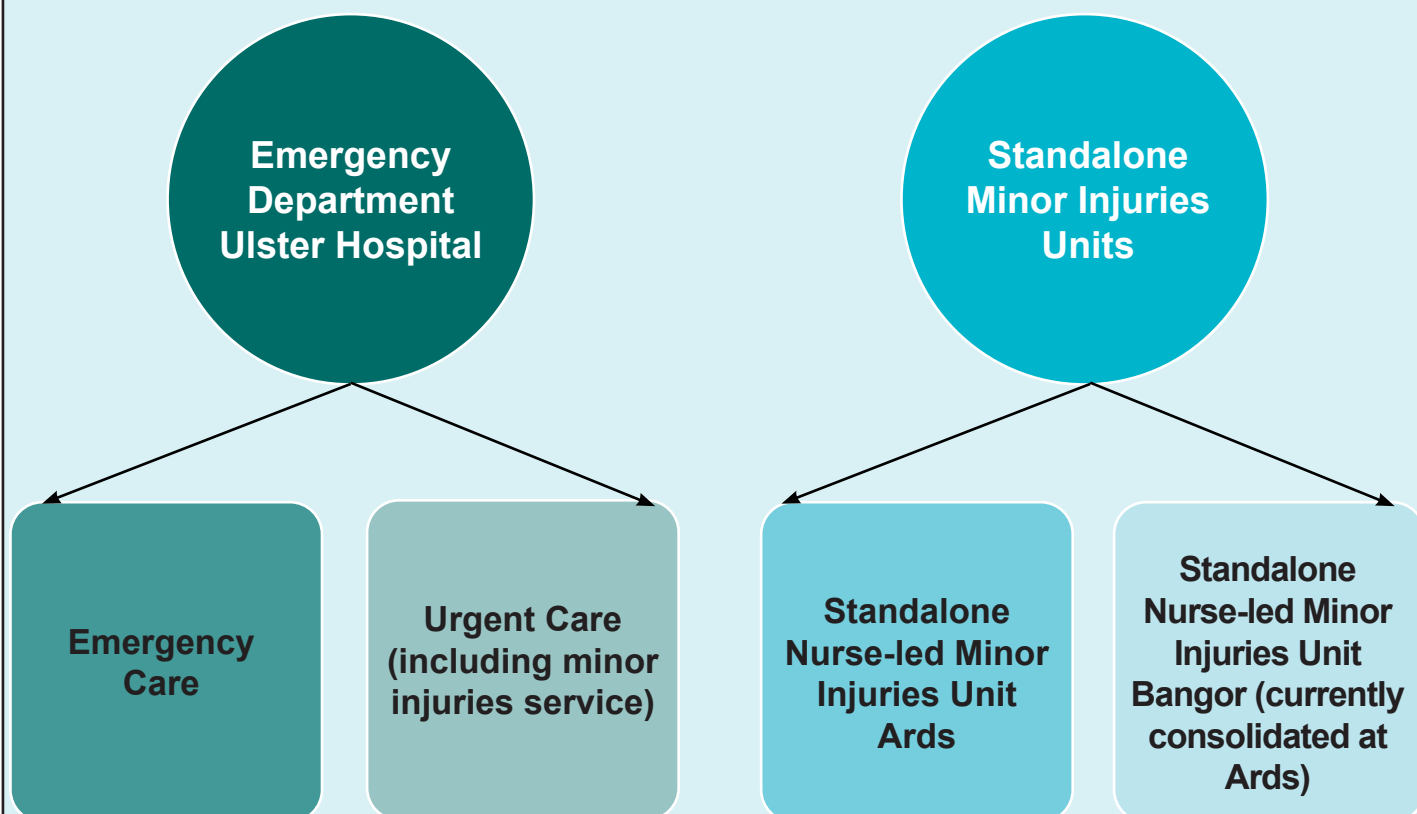 Emergency
Department
Ulster Hospital
Standalone
Minor Injuries
Units
Emergency
Care
Urgent Care
(including minor
injuries service)
Standalone
Nurse-led Minor
Injuries Unit
Ards
Standalone
Nurse-led Minor
Injuries Unit
Bangor (currently
consolidated at
Ards)